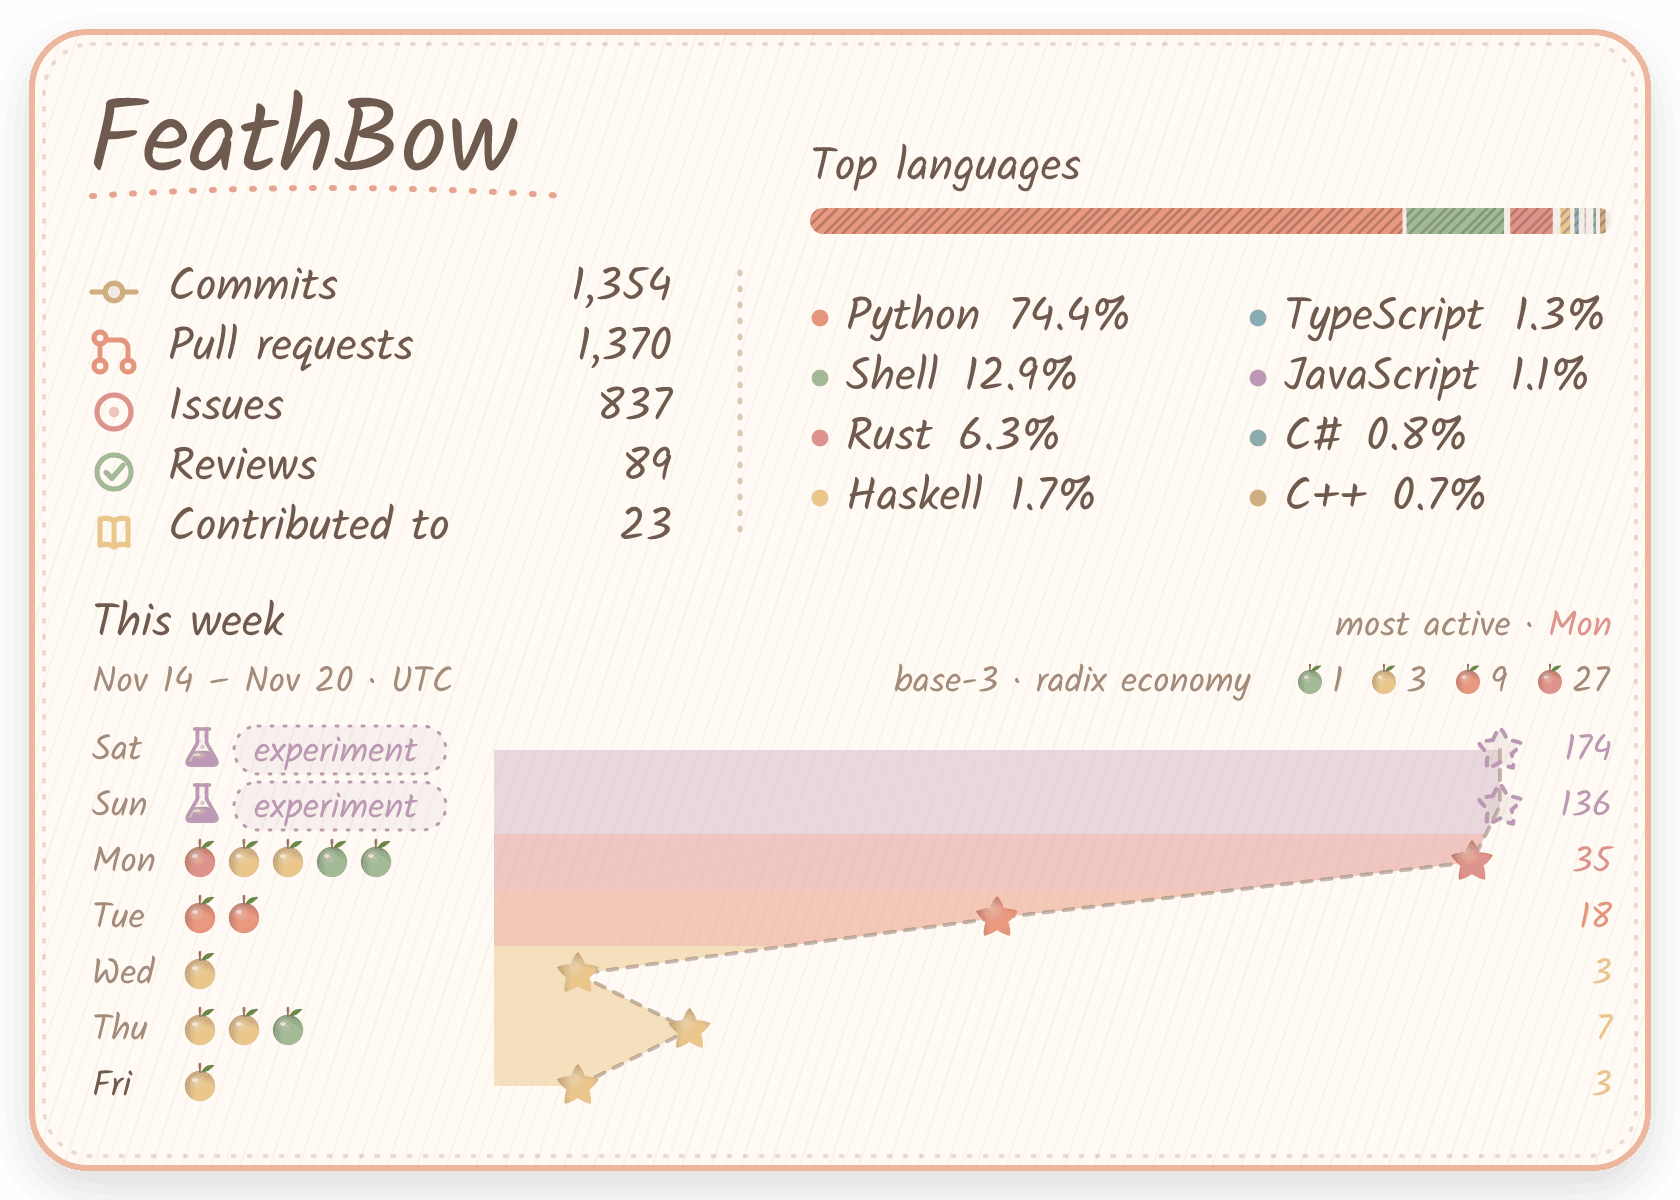 FeathBow
Commits 1,354
Pull requests 1,370
Issues 837
Reviews 89
Contributed to 23
Top languages
Python 74.4%
Shell 12.9%
Rust 6.3%
Haskell 1.7%
TypeScript 1.3%
JavaScript 1.1%
C# 0.8%
C++ 0.7%
This week
most active · Mon
Nov 14 – Nov 20 · UTC
base-3 · radix economy 1 3 9 27
Sat experiment 174
Sun experiment 136
Mon 35
Tue 18
Wed 3
Thu 7
Fri 3